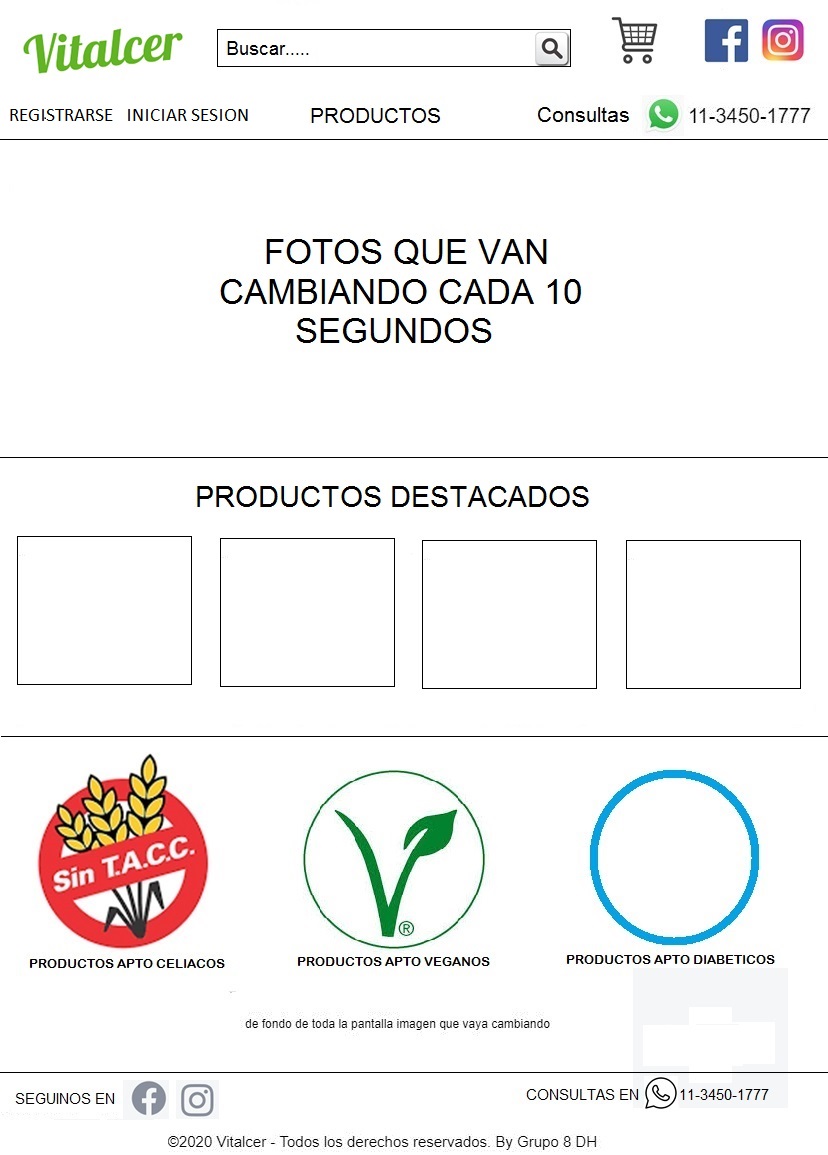 Vitalcer
Buscar.....
REGISTRARSE INICIAR SESION PRODUCTOS Consultas 11-3450-1777
FOTOS QUE VAN
CAMBIANDO CADA 10
SEGUNDOS
PRODUCTOS DESTACADOS
Sin T.A.C.C.
®
PRODUCTOS APTO CELIACOS
PRODUCTOS APTO VEGANOS
PRODUCTOS APTO DIABETICOS
de fondo de toda la pantalla imagen que vaya cambiando
SEGUINOS EN
CONSULTAS EN 11-3450-1777
©2020 Vitalcer - Todos los derechos reservados. By Grupo 8 DH